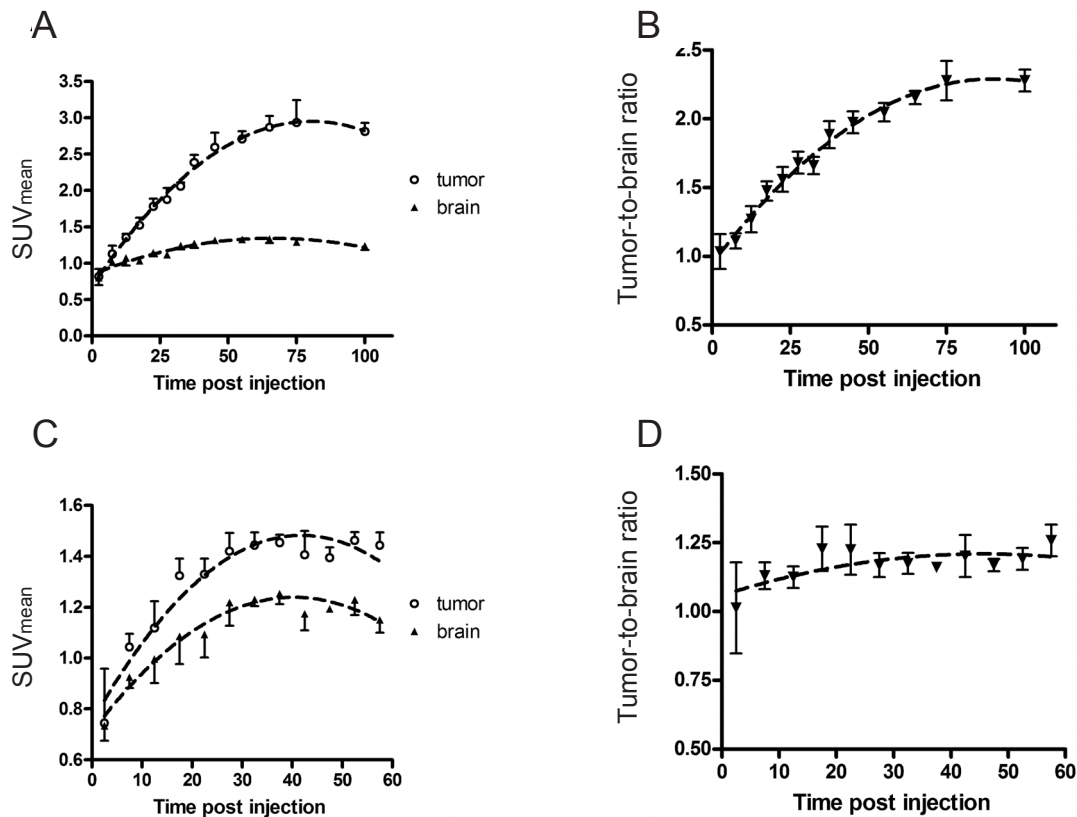 A
3.5
3.0
2.5
2.0
1.5
1.0
0.5
0.0
SUVmean
0 25 50 75 100
Time post injection
tumor
brain
B
2.5
2.0
1.5
1.0
0.5
Tumor-to-brain ratio
0 25 50 75 100
Time post injection
C
1.6
1.4
1.2
1.0
0.8
0.6
SUVmean
0 10 20 30 40 50 60
Time post injection
tumor
brain
D
1.50
1.25
1.00
0.75
0.50
Tumor-to-brain ratio
0 10 20 30 40 50 60
Time post injection